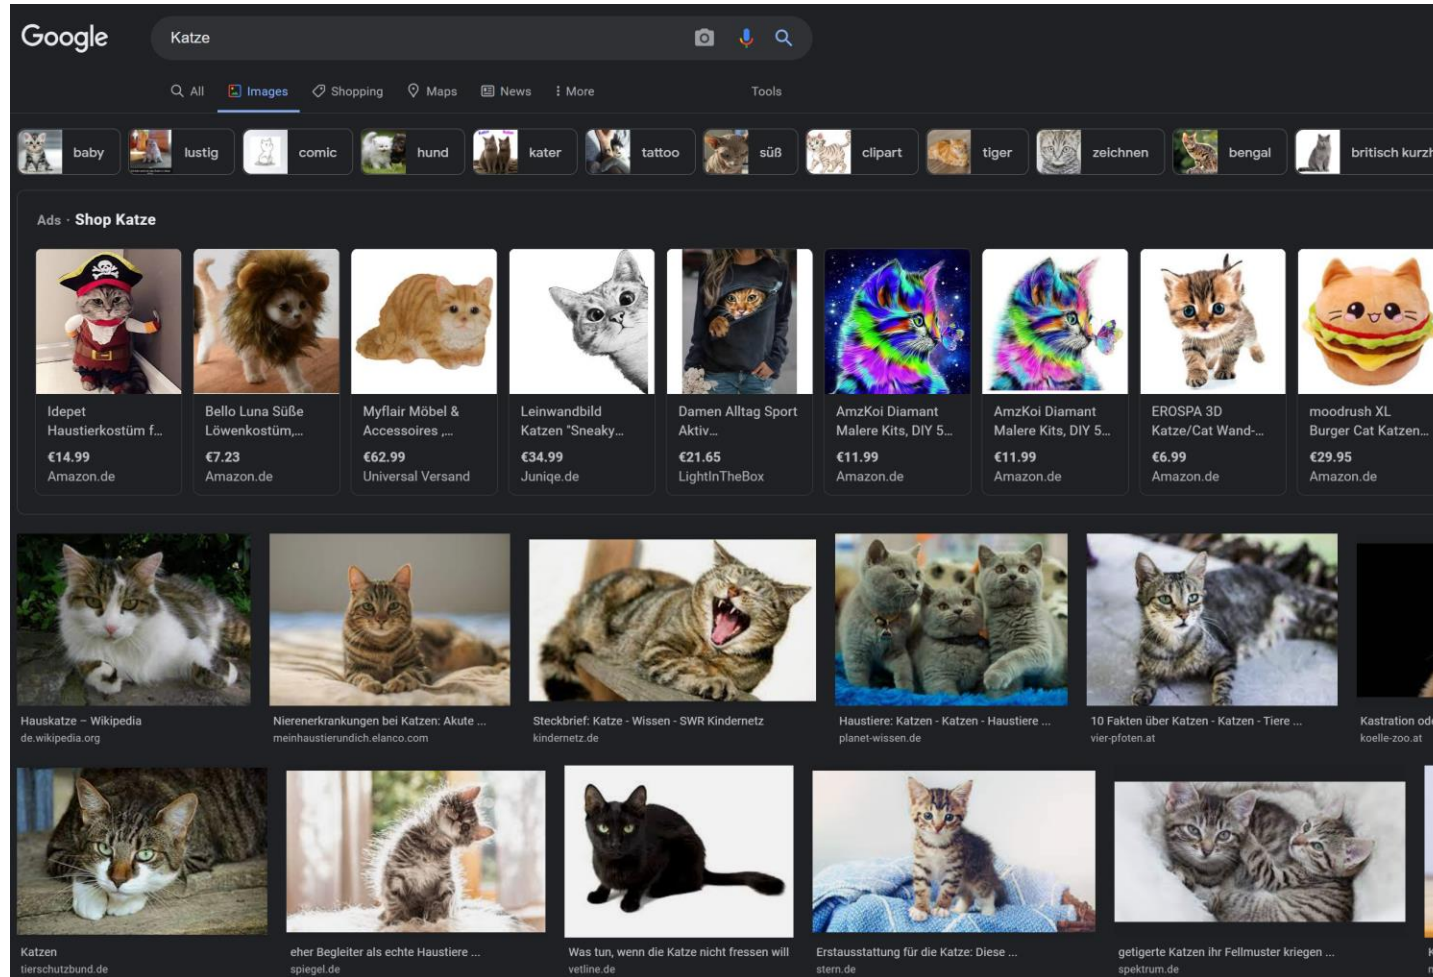 Google
Katze
All Images Shopping Maps News More Tools
baby lustig comic hund kater tattoo süß clipart tiger zeichnen bengal britisch kurzh
Ads · Shop Katze
Idepet
Haustierkostüm f...
€14.99
Amazon.de
Bello Luna Süße
Löwenkostüm,...
€7.23
Amazon.de
Myflair Möbel &
Accessoires ,...
€62.99
Universal Versand
Leinwandbild
Katzen "Sneaky...
€34.99
Juniqe.de
Damen Alltag Sport
Aktiv...
€21.65
LightInTheBox
AmzKoi Diamant
Malere Kits, DIY 5...
€11.99
Amazon.de
AmzKoi Diamant
Malere Kits, DIY 5...
€11.99
Amazon.de
EROSPA 3D
Katze/Cat Wand-...
€6.99
Amazon.de
moodrush XL
Burger Cat Katzen...
€29.95
Amazon.de
Hauskatze – Wikipedia
de.wikipedia.org
Nierenerkrankungen bei Katzen: Akute ...
meinhaustierundich.elanco.com
Steckbrief: Katze - Wissen - SWR Kindernetz
kindernetz.de
Haustiere: Katzen - Katzen - Haustiere ...
planet-wissen.de
10 Fakten über Katzen - Katzen - Tiere ...
vier-pfoten.at
Kastration od
koelle-zoo.at
Katzen
tierschutzbund.de
eher Begleiter als echte Haustiere ...
spiegel.de
Was tun, wenn die Katze nicht fressen will
vetline.de
Erstausstattung für die Katze: Diese ...
stern.de
getigerte Katzen ihr Fellmuster kriegen ...
spektrum.de